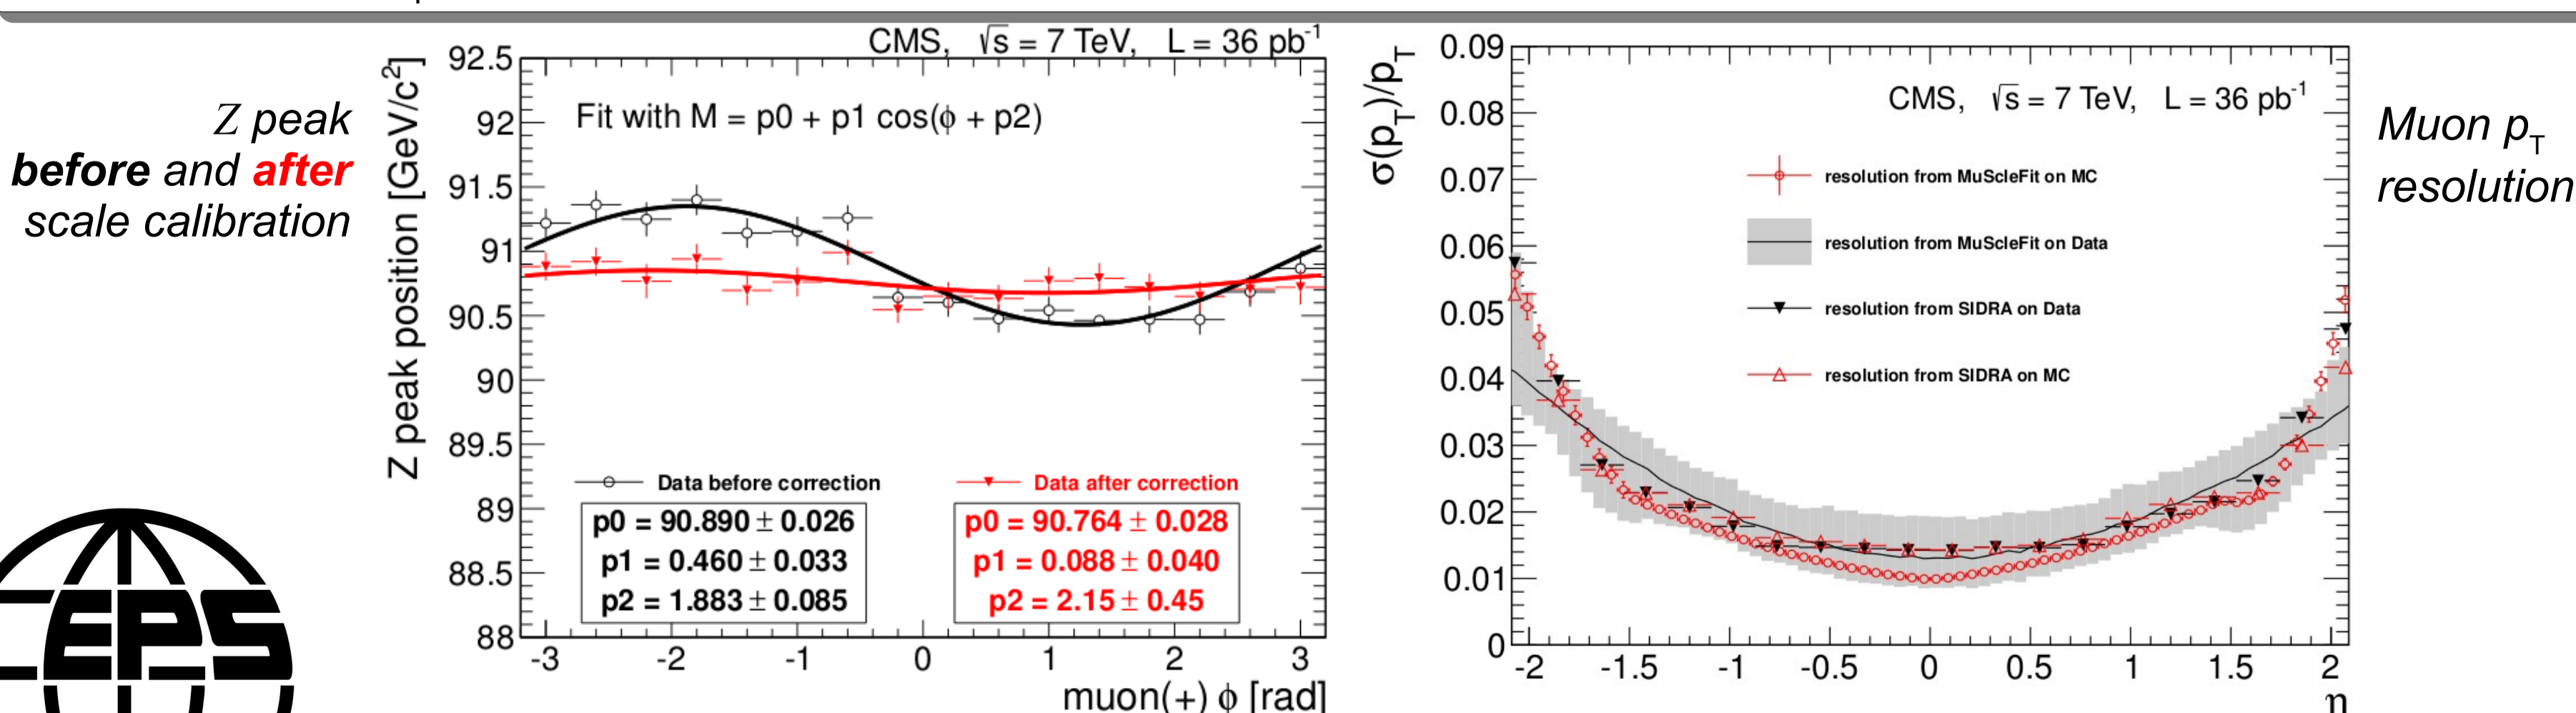 Z peak
before and after
scale calibration
CMS, √s = 7 TeV, L = 36 pb⁻¹
Z peak position [GeV/c²]
92.5
92
91.5
91
90.5
90
89.5
89
88.5
88
Fit with M = p0 + p1 cos(ϕ + p2)
Data before correction
p0 = 90.890 ± 0.026
p1 = 0.460 ± 0.033
p2 = 1.883 ± 0.085
Data after correction
p0 = 90.764 ± 0.028
p1 = 0.088 ± 0.040
p2 = 2.15 ± 0.45
-3 -2 -1 0 1 2 3
muon(+) ϕ [rad]
σ(p_T)/p_T
0.09
0.08
0.07
0.06
0.05
0.04
0.03
0.02
0.01
0
CMS, √s = 7 TeV, L = 36 pb⁻¹
resolution from MuScleFit on MC
resolution from MuScleFit on Data
resolution from SIDRA on Data
resolution from SIDRA on MC
-2 -1.5 -1 -0.5 0 0.5 1 1.5 2
η
Muon p_T
resolution
EPS